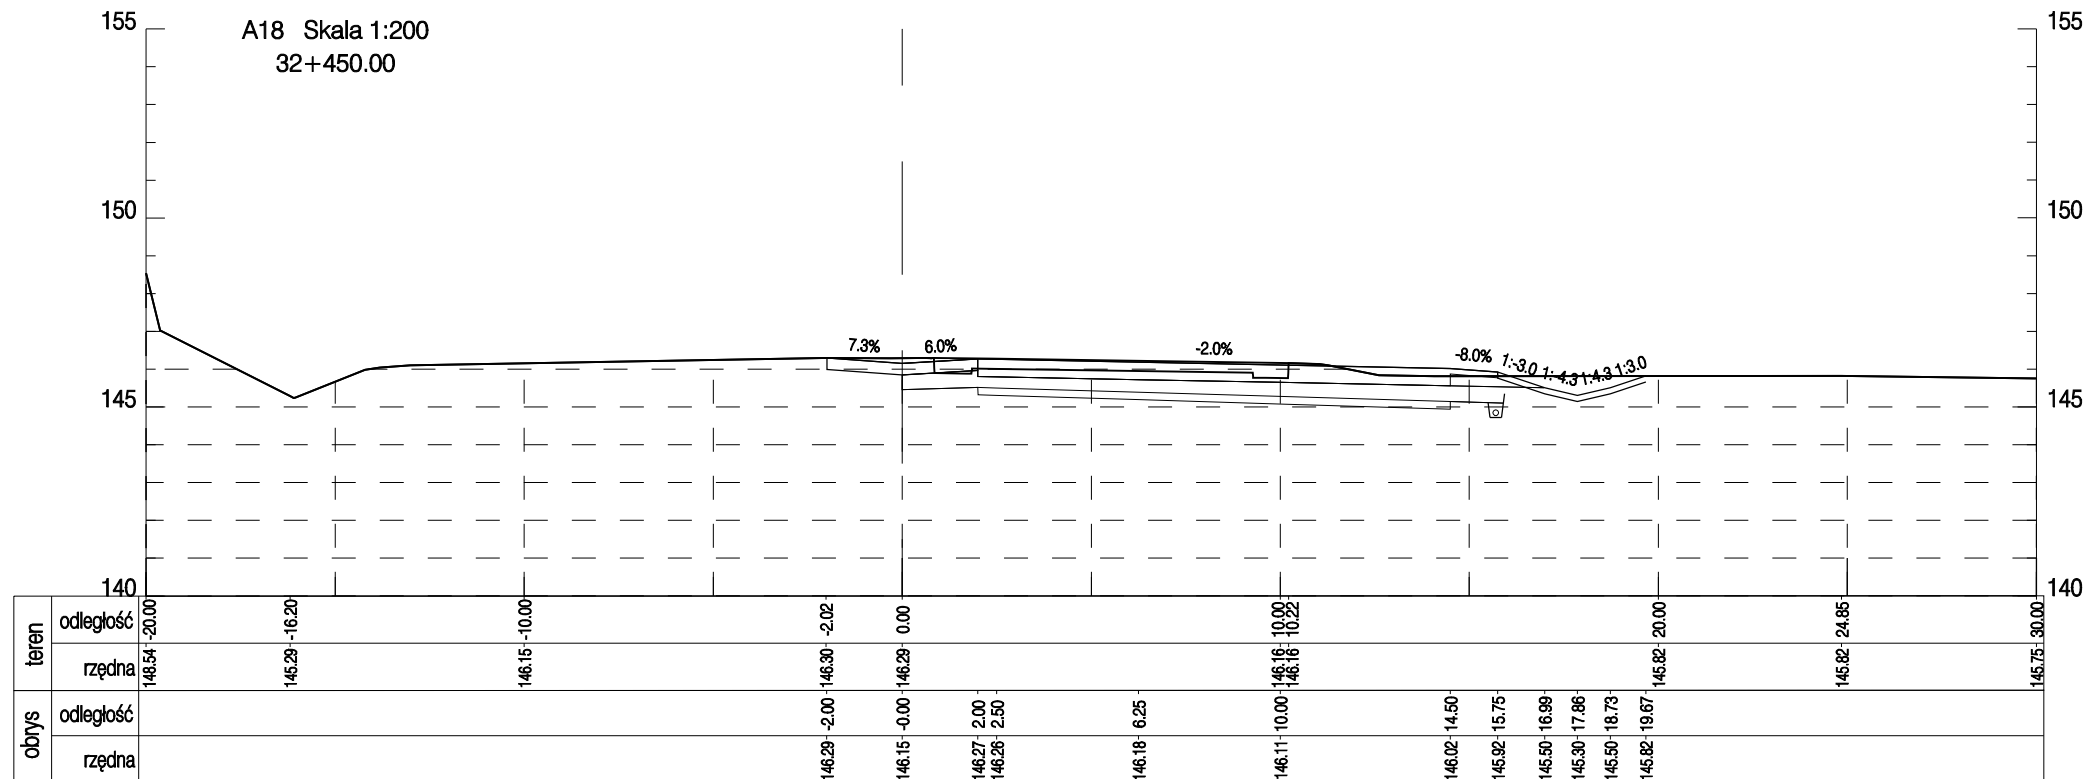 A18 Skala 1:200
32+450.00
155 155
150 150
145 145
140 140
7.3% 6.0% -2.0% -8.0% 1:-3.0 1:-4.3 1:4.3 1:3.0
teren
odległość -20.00 -16.20 -10.00 -2.02 0.00 10.00 10.22 20.00 24.85 30.00
rzędna 148.54 145.29 146.15 146.30 146.29 146.16 146.16 145.82 145.82 145.75
obrys
odległość -2.00 -0.00 2.00 2.50 6.25 10.00 14.50 15.75 16.99 17.86 18.73 19.67
rzędna 146.29 146.15 146.27 146.26 146.18 146.11 146.02 145.92 145.50 145.30 145.50 145.82